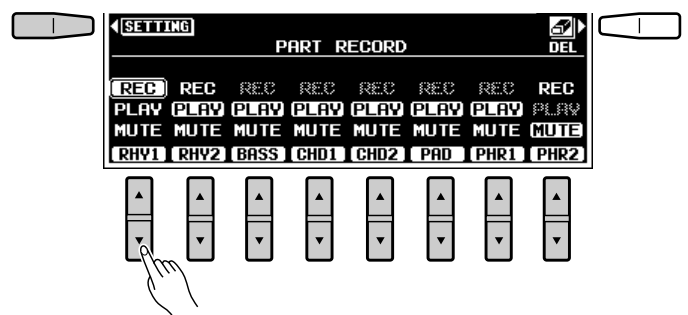 SETTING
PART RECORD DEL
REC REC REC REC REC REC REC REC
PLAY PLAY PLAY PLAY PLAY PLAY PLAY PLAY
MUTE MUTE MUTE MUTE MUTE MUTE MUTE MUTE
RHY1 RHY2 BASS CHD1 CHD2 PAD PHR1 PHR2